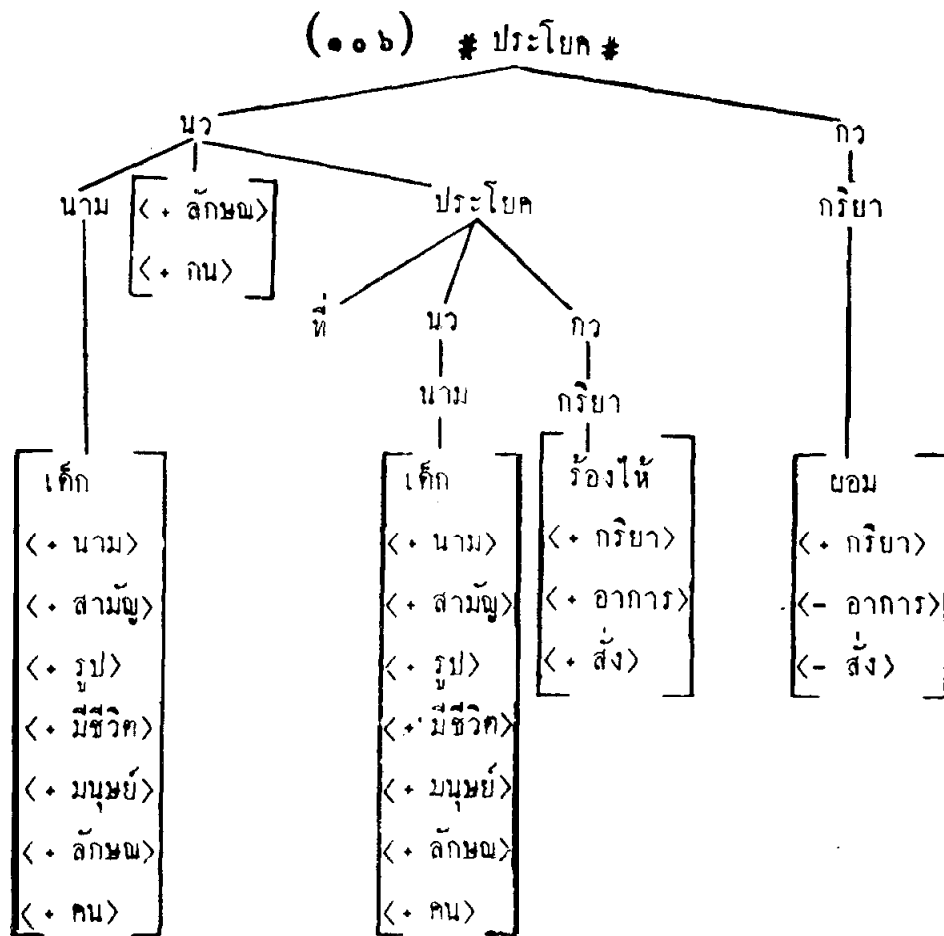 (๑๐๖) # ประโยค #
นว กว
นาม <+ ลักษณ> ประโยค กริยา
<+ กน>
ที่ นว กว
นาม กริยา
เด็ก เด็ก ร้องไห้ ผอม
<+ นาม> <+ นาม> <+ กริยา> <+ กริยา>
<+ สามัญ> <+ สามัญ> <+ อาการ> <- อาการ>
<+ รูป> <+ รูป> <+ สั่ง> <- สั่ง>
<+ มีชีวิต> <+ มีชีวิต>
<+ มนุษย์> <+ มนุษย์>
<+ ลักษณ> <+ ลักษณ>
<+ คน> <+ คน>